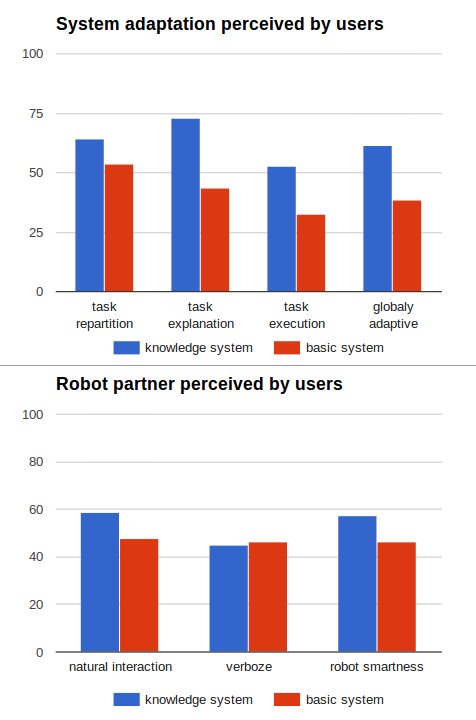 System adaptation perceived by users
100
75
50
25
0
task
repartition
task
explanation
task
execution
globaly
adaptive
knowledge system
basic system
Robot partner perceived by users
100
80
60
40
20
0
natural interaction
verboze
robot smartness
knowledge system
basic system